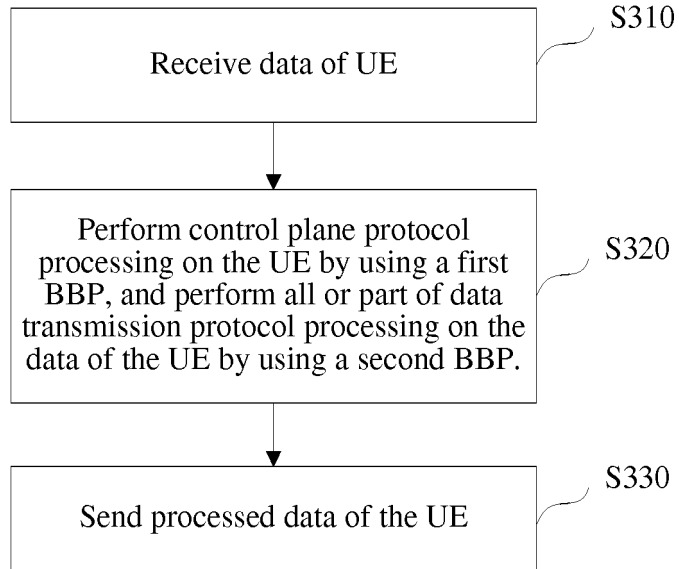 S310
Receive data of UE
Perform control plane protocol
processing on the UE by using a first
BBP, and perform all or part of data
transmission protocol processing on the
data of the UE by using a second BBP.
S320
Send processed data of the UE
S330